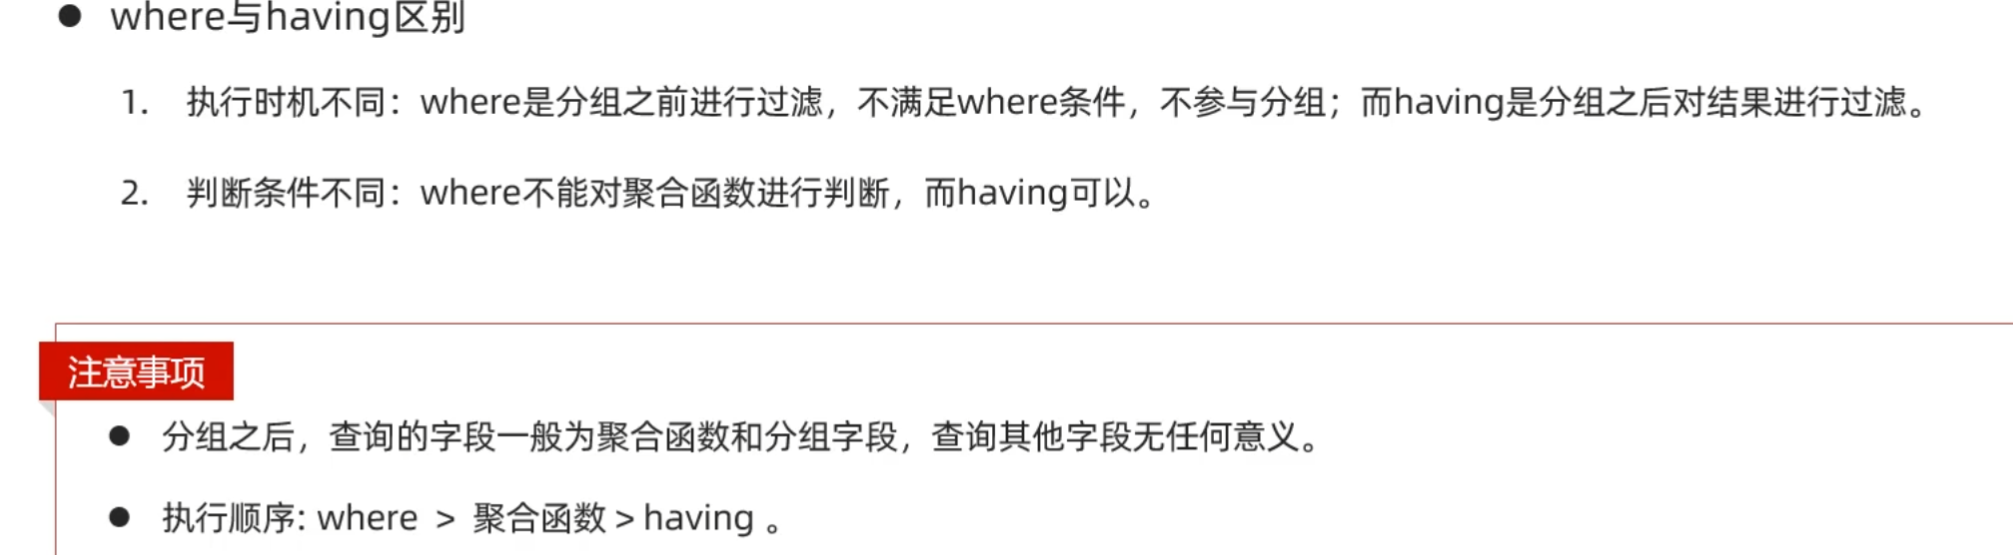 ● where与having区别
1. 执行时机不同：where是分组之前进行过滤，不满足where条件，不参与分组；而having是分组之后对结果进行过滤。
2. 判断条件不同：where不能对聚合函数进行判断，而having可以。
注意事项
● 分组之后，查询的字段一般为聚合函数和分组字段，查询其他字段无任何意义。
● 执行顺序: where > 聚合函数 > having 。